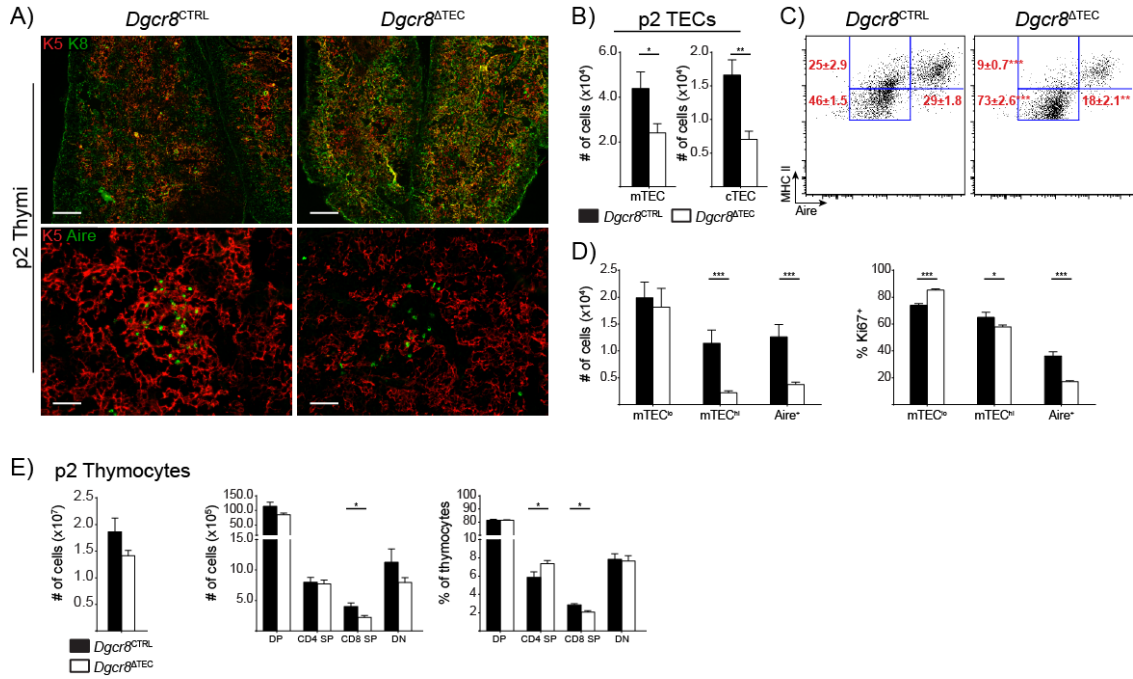 A)
Dgcr8CTRL
Dgcr8ΔTEC
K5 K8
K5 Aire
p2 Thymi
B)
p2 TECs
# of cells (x10⁴)
6.0
4.0
2.0
*
mTEC
# of cells (x10⁴)
2.0
1.5
1.0
0.5
**
cTEC
Dgcr8CTRL
Dgcr8ΔTEC
C)
Dgcr8CTRL
Dgcr8ΔTEC
25±2.9
46±1.5
29±1.8
9±0.7***
73±2.6***
18±2.1**
MHC II
Aire
D)
# of cells (x10⁴)
2.5
2.0
1.5
1.0
0.5
***
***
mTEClo
mTEChi
Aire+
% Ki67+
100
80
60
40
20
***
*
***
mTEClo
mTEChi
Aire+
E)
p2 Thymocytes
# of cells (x10⁷)
2.5
2.0
1.5
1.0
0.5
Dgcr8CTRL
Dgcr8ΔTEC
150.0
100.0
50.0
15.0
10.0
5.0
*
DP
CD4 SP
CD8 SP
DN
% of thymocytes
100
90
80
70
60
10
8
6
4
2
*
*
DP
CD4 SP
CD8 SP
DN